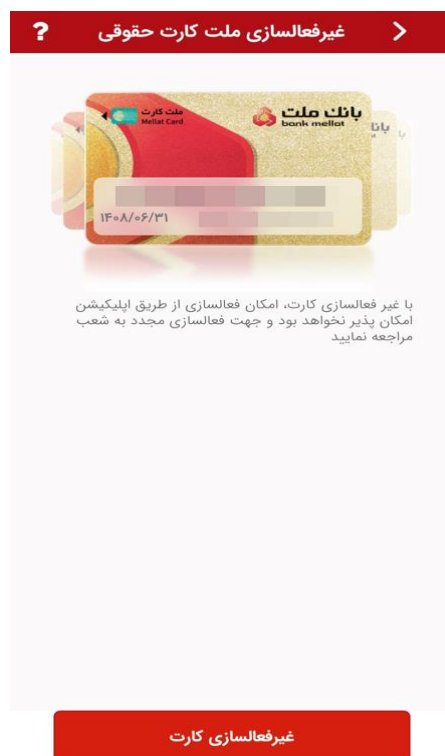 غیرفعالسازی ملت کارت حقوقی ?
بانك ملت
bank mellat
ملت کارت
Mellat Card
۱۴۰۸/۰۶/۳۱
با غیر فعالسازی کارت، امکان فعالسازی از طریق اپلیکیشن
امکان پذیر نخواهد بود و جهت فعالسازی مجدد به شعب
مراجعه نمایید
غیرفعالسازی کارت